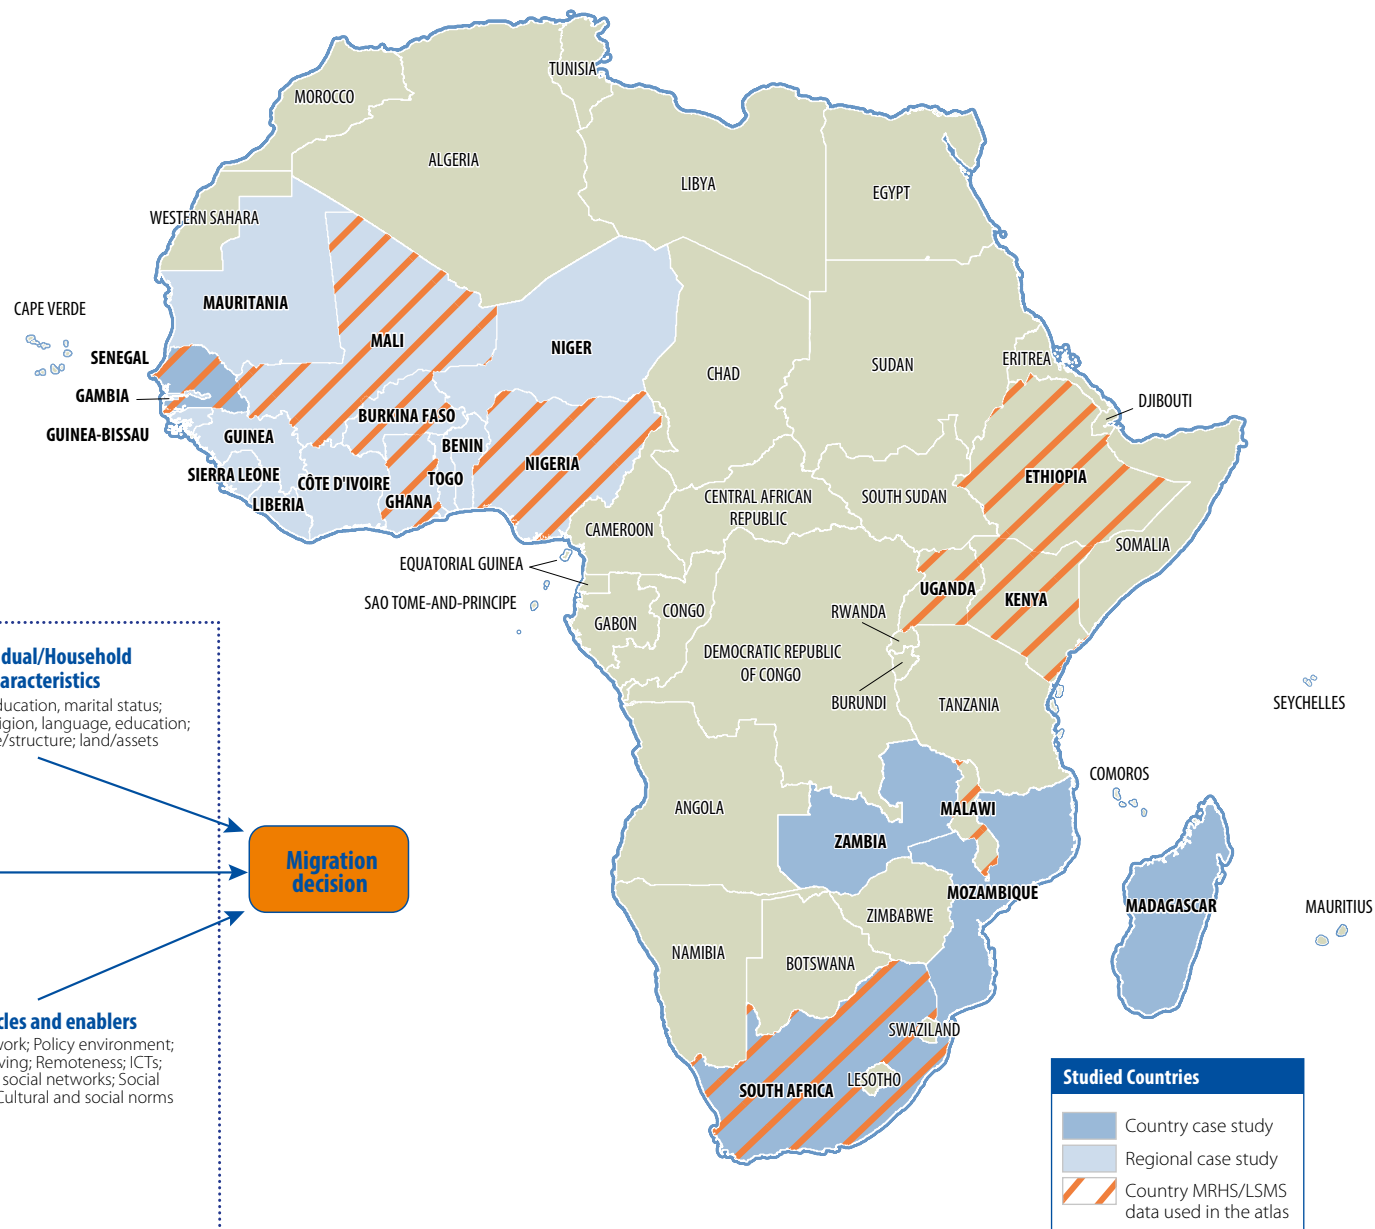 TUNISIA
MOROCCO
ALGERIA
LIBYA
EGYPT
WESTERN SAHARA
MAURITANIA
CAPE VERDE
MALI
NIGER
SENEGAL
CHAD
SUDAN
ERITREA
GAMBIA
DJIBOUTI
BURKINA FASO
GUINEA-BISSAU
GUINEA
BENIN
NIGERIA
ETHIOPIA
SIERRA LEONE
CÔTE D'IVOIRE
TOGO
LIBERIA
GHANA
CENTRAL AFRICAN
REPUBLIC
SOUTH SUDAN
CAMEROON
SOMALIA
EQUATORIAL GUINEA
UGANDA
KENYA
SAO TOME-AND-PRINCIPE
CONGO
RWANDA
GABON
DEMOCRATIC REPUBLIC
OF CONGO
BURUNDI
TANZANIA
SEYCHELLES
COMOROS
ANGOLA
MALAWI
ZAMBIA
MOZAMBIQUE
MADAGASCAR
MAURITIUS
ZIMBABWE
NAMIBIA
BOTSWANA
SWAZILAND
LESOTHO
SOUTH AFRICA
dual/Household
aracteristics
ducation, marital status;
igion, language, education;
e/structure; land/assets
Migration
decision
cles and enablers
work; Policy environment;
ving; Remoteness; ICTs;
social networks; Social
Cultural and social norms
Studied Countries
Country case study
Regional case study
Country MRHS/LSMS
data used in the atlas